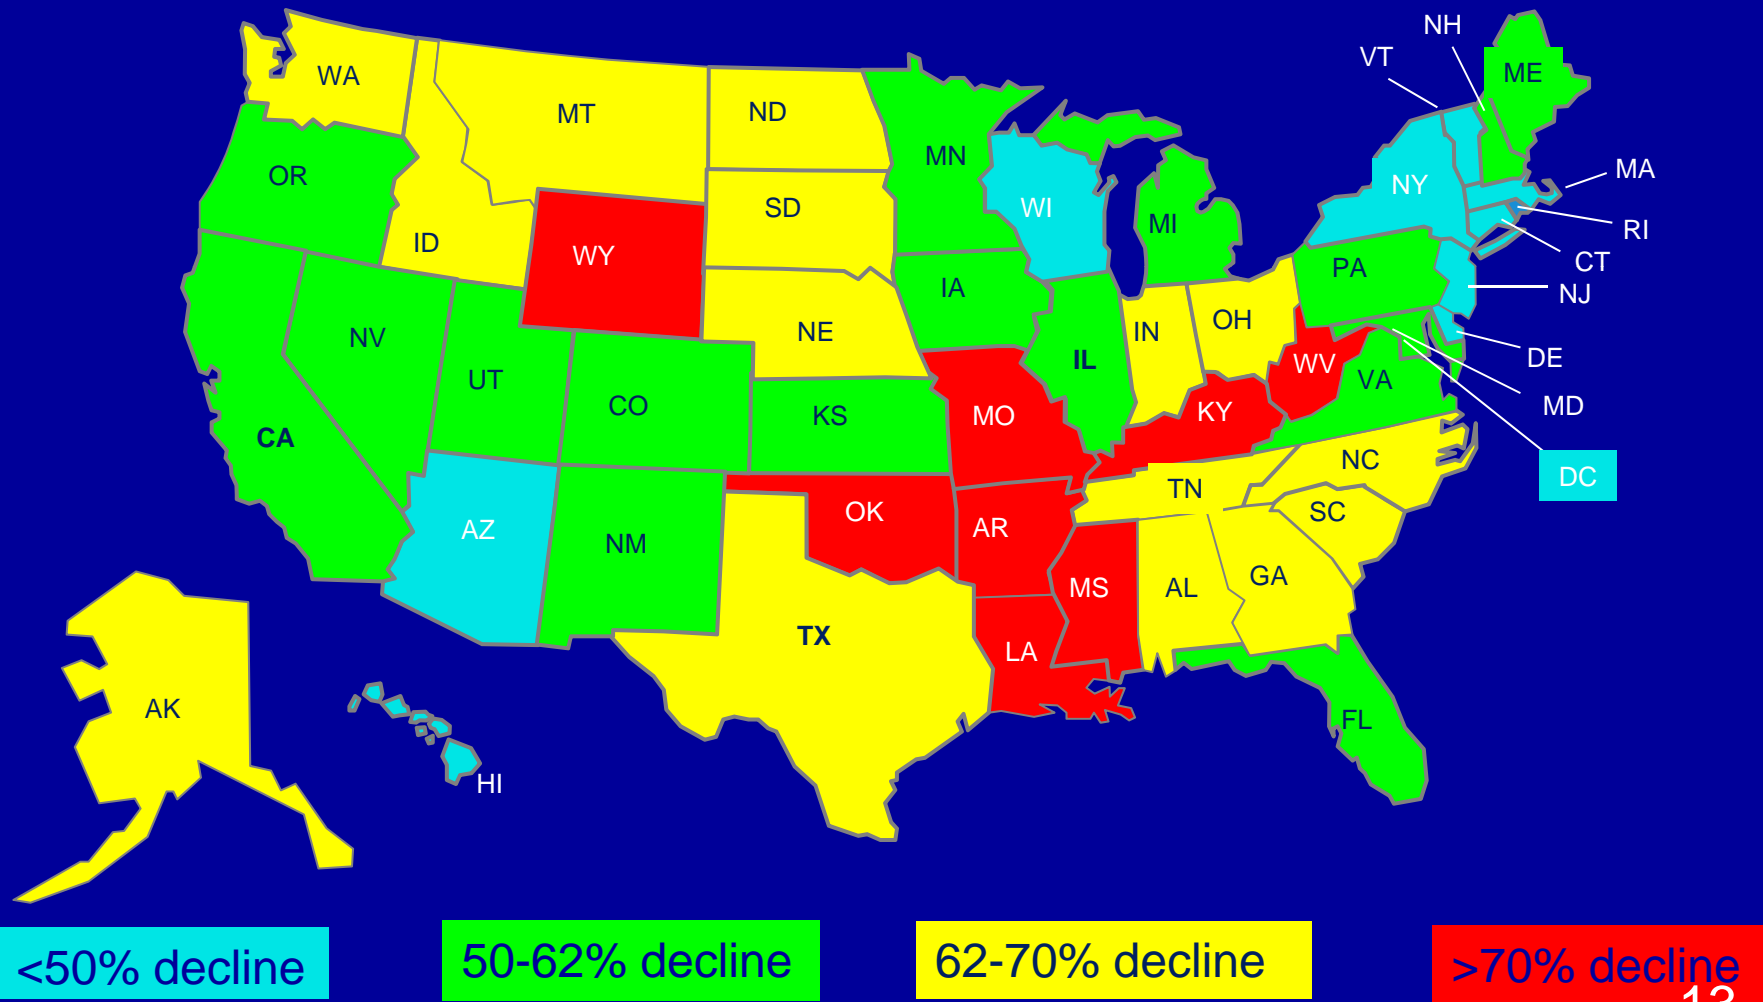 NH
VT
ME
WA
MT
ND
MN
OR
WI
NY
MA
SD
MI
RI
ID
WY
CT
PA
IA
NJ
NE
IN
OH
NV
IL
WV
DE
UT
VA
CO
KS
MO
KY
MD
CA
NC
DC
TN
OK
SC
AZ
AR
NM
GA
MS
AL
TX
LA
AK
FL
HI
<50% decline
50-62% decline
62-70% decline
>70% decline